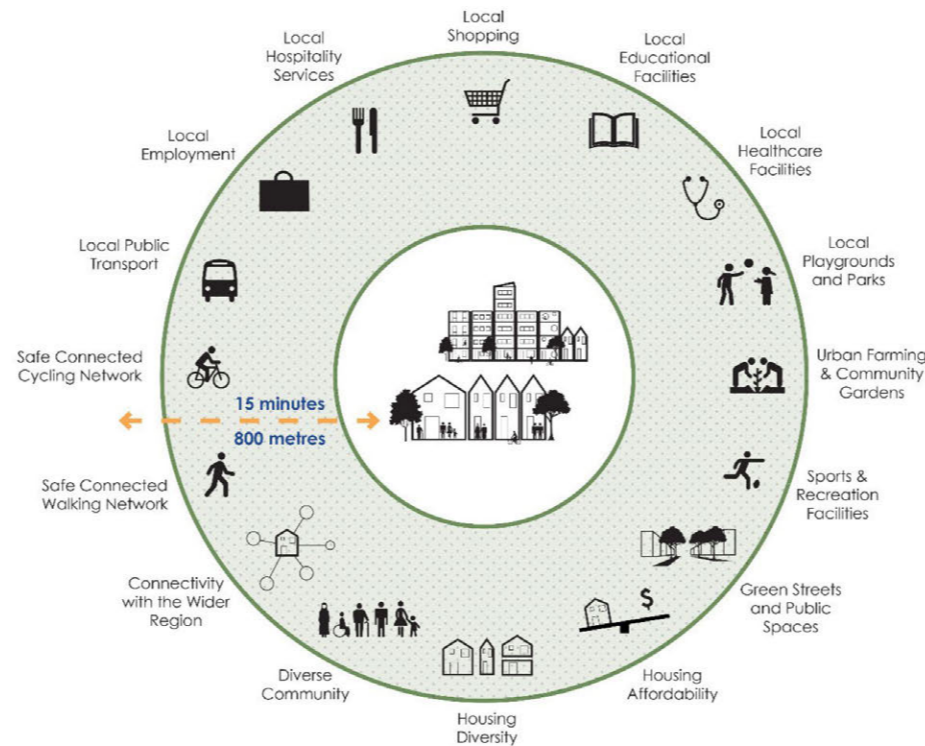 Local
Shopping
Local
Educational
Facilities
Local
Healthcare
Facilities
Local
Playgrounds
and Parks
Urban Farming
& Community
Gardens
Sports &
Recreation
Facilities
Green Streets
and Public
Spaces
$
Housing
Affordability
Housing
Diversity
Diverse
Community
Connectivity
with the Wider
Region
Safe Connected
Walking Network
Safe Connected
Cycling Network
Local Public
Transport
Local
Employment
Local
Hospitality
Services
15 minutes
800 metres